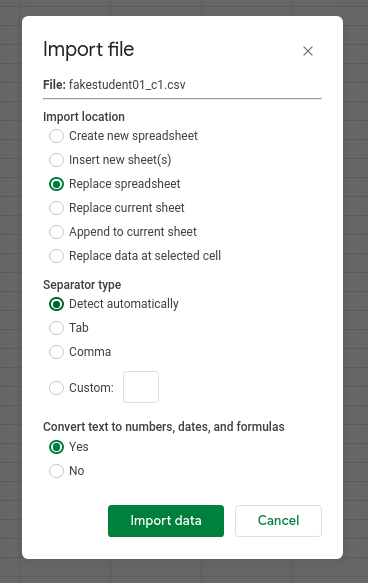 Import file
File: fakestudent01_c1.csv
Import location
Create new spreadsheet
Insert new sheet(s)
Replace spreadsheet
Replace current sheet
Append to current sheet
Replace data at selected cell
Separator type
Detect automatically
Tab
Comma
Custom:
Convert text to numbers, dates, and formulas
Yes
No
Import data Cancel